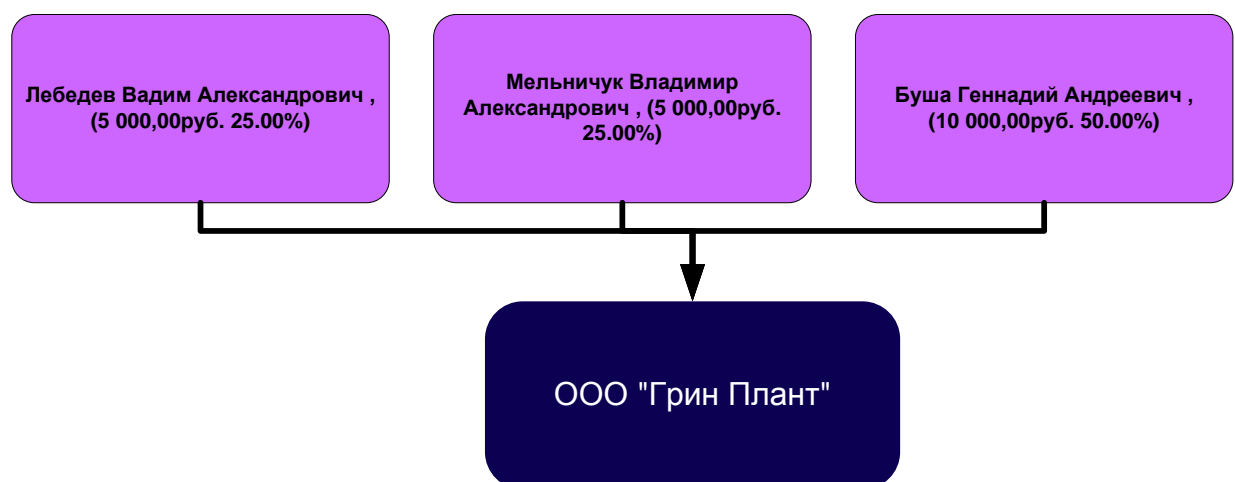 Лебедев Вадим Александрович ,
(5 000,00руб. 25.00%)
Мельничук Владимир
Александрович , (5 000,00руб.
25.00%)
Буша Геннадий Андреевич ,
(10 000,00руб. 50.00%)
ООО "Грин Плант"